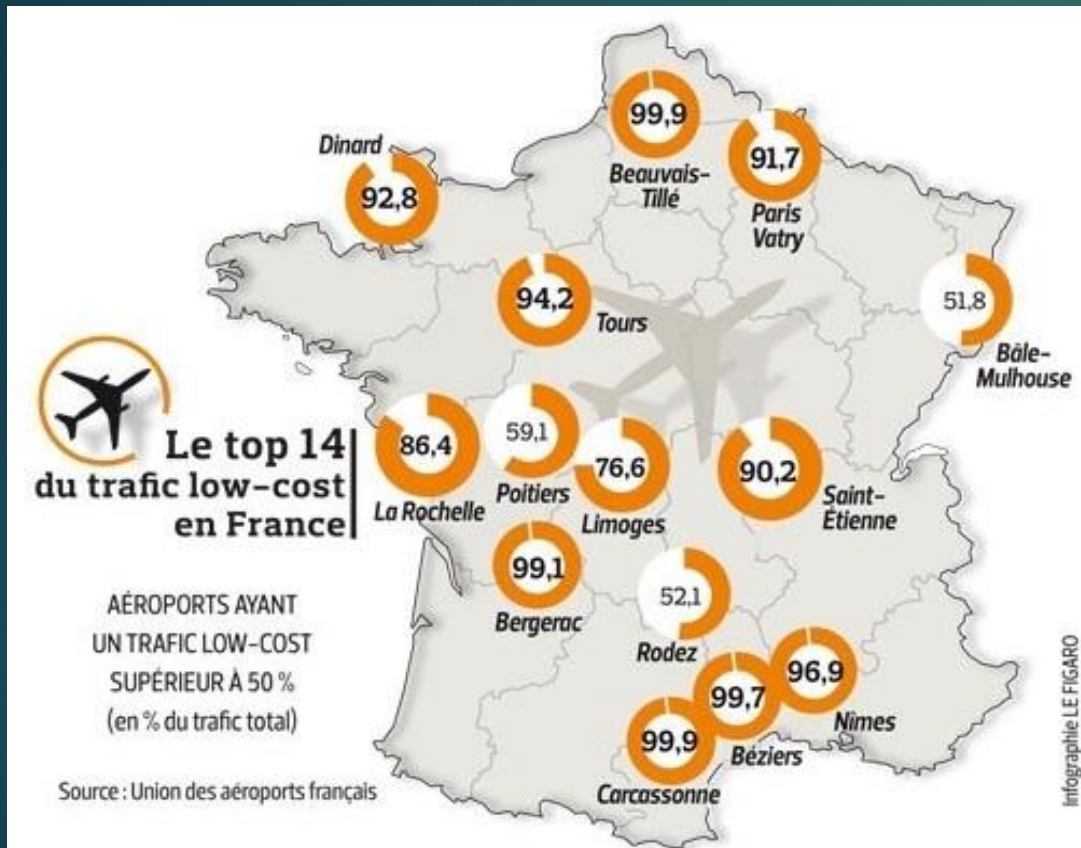 Dinard
92,8
99,9
Beauvais-
Tillé
91,7
Paris
Vatry
94,2
Tours
51,8
Bâle-
Mulhouse
Le top 14
du trafic low-cost
en France
86,4
La Rochelle
59,1
Poitiers
76,6
Limoges
90,2
Saint-
Étienne
99,1
Bergerac
52,1
Rodez
96,9
Nîmes
99,7
Béziers
99,9
Carcassonne
AÉROPORTS AYANT
UN TRAFIC LOW-COST
SUPÉRIEUR À 50 %
(en % du trafic total)
Source : Union des aéroports français
Infographie LE FIGARO